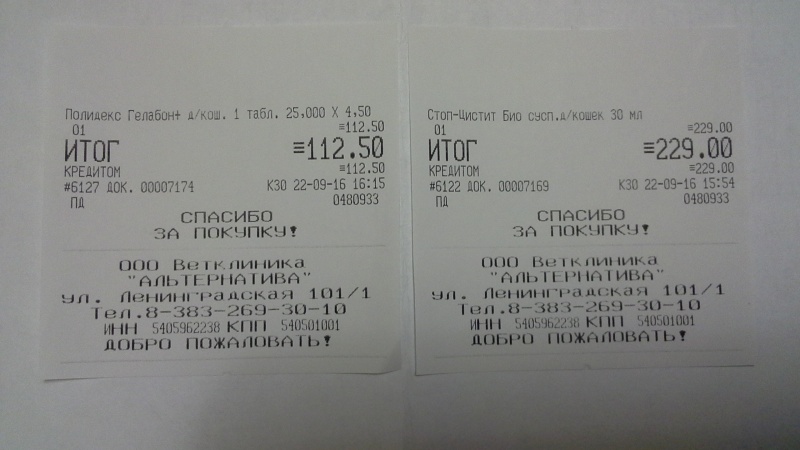 Полидекс Гелабон+ д/кош. 1 табл. 25,000 X 4,50
01 ≡112.50
ИТОГ ≡112.50
КРЕДИТОМ ≡112.50
#6127 ДОК. 00007174 К30 22-09-16 16:15
ПД 0480933
СПАСИБО
ЗА ПОКУПКУ!
ООО Ветклиника
"АЛЬТЕРНАТИВА"
ул. Ленинградская 101/1
Тел.8-383-269-30-10
ИНН 5405962238 КПП 540501001
ДОБРО ПОЖАЛОВАТЬ!
Стоп-Цистит Био сусп.д/кошек 30 мл
01 ≡229.00
ИТОГ ≡229.00
КРЕДИТОМ ≡229.00
#6122 ДОК. 00007169 К30 22-09-16 15:54
ПД 0480933
СПАСИБО
ЗА ПОКУПКУ!
ООО Ветклиника
"АЛЬТЕРНАТИВА"
ул. Ленинградская 101/1
Тел.8-383-269-30-10
ИНН 5405962238 КПП 540501001
ДОБРО ПОЖАЛОВАТЬ!